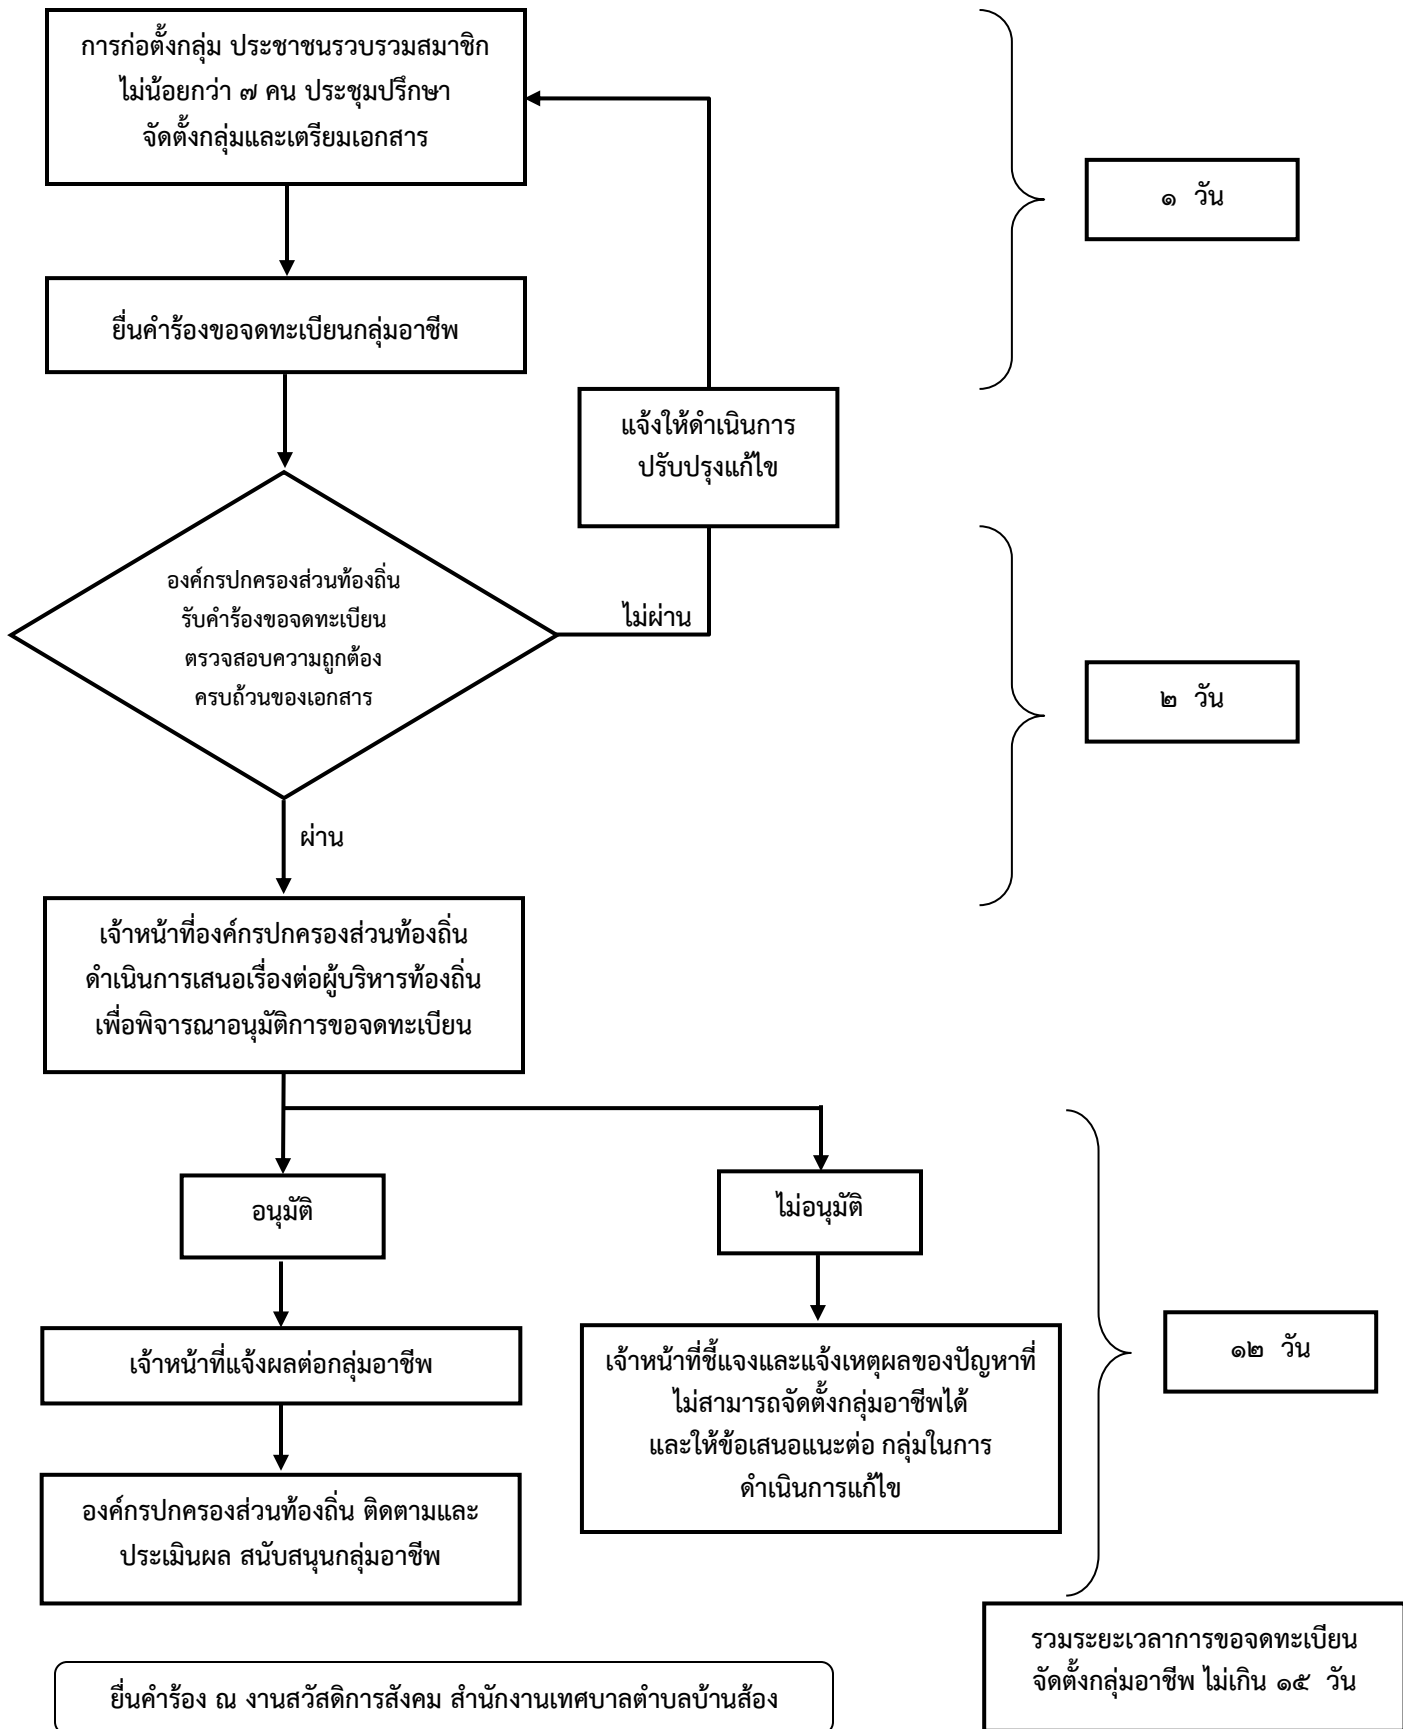 การก่อตั้งกลุ่ม ประชาชนรวบรวมสมาชิก
ไม่น้อยกว่า ๗ คน ประชุมปรึกษา
จัดตั้งกลุ่มและเตรียมเอกสาร
๑ วัน
ยื่นคำร้องขอจดทะเบียนกลุ่มอาชีพ
แจ้งให้ดำเนินการ
ปรับปรุงแก้ไข
องค์กรปกครองส่วนท้องถิ่น
รับคำร้องขอจดทะเบียน
ตรวจสอบความถูกต้อง
ครบถ้วนของเอกสาร
ไม่ผ่าน
๒ วัน
ผ่าน
เจ้าหน้าที่องค์กรปกครองส่วนท้องถิ่น
ดำเนินการเสนอเรื่องต่อผู้บริหารท้องถิ่น
เพื่อพิจารณาอนุมัติการขอจดทะเบียน
อนุมัติ
ไม่อนุมัติ
เจ้าหน้าที่แจ้งผลต่อกลุ่มอาชีพ
เจ้าหน้าที่ชี้แจงและแจ้งเหตุผลของปัญหาที่
ไม่สามารถจัดตั้งกลุ่มอาชีพได้
และให้ข้อเสนอแนะต่อ กลุ่มในการ
ดำเนินการแก้ไข
๑๒ วัน
องค์กรปกครองส่วนท้องถิ่น ติดตามและ
ประเมินผล สนับสนุนกลุ่มอาชีพ
รวมระยะเวลาการขอจดทะเบียน
จัดตั้งกลุ่มอาชีพ ไม่เกิน ๑๕ วัน
ยื่นคำร้อง ณ งานสวัสดิการสังคม สำนักงานเทศบาลตำบลบ้านส้อง